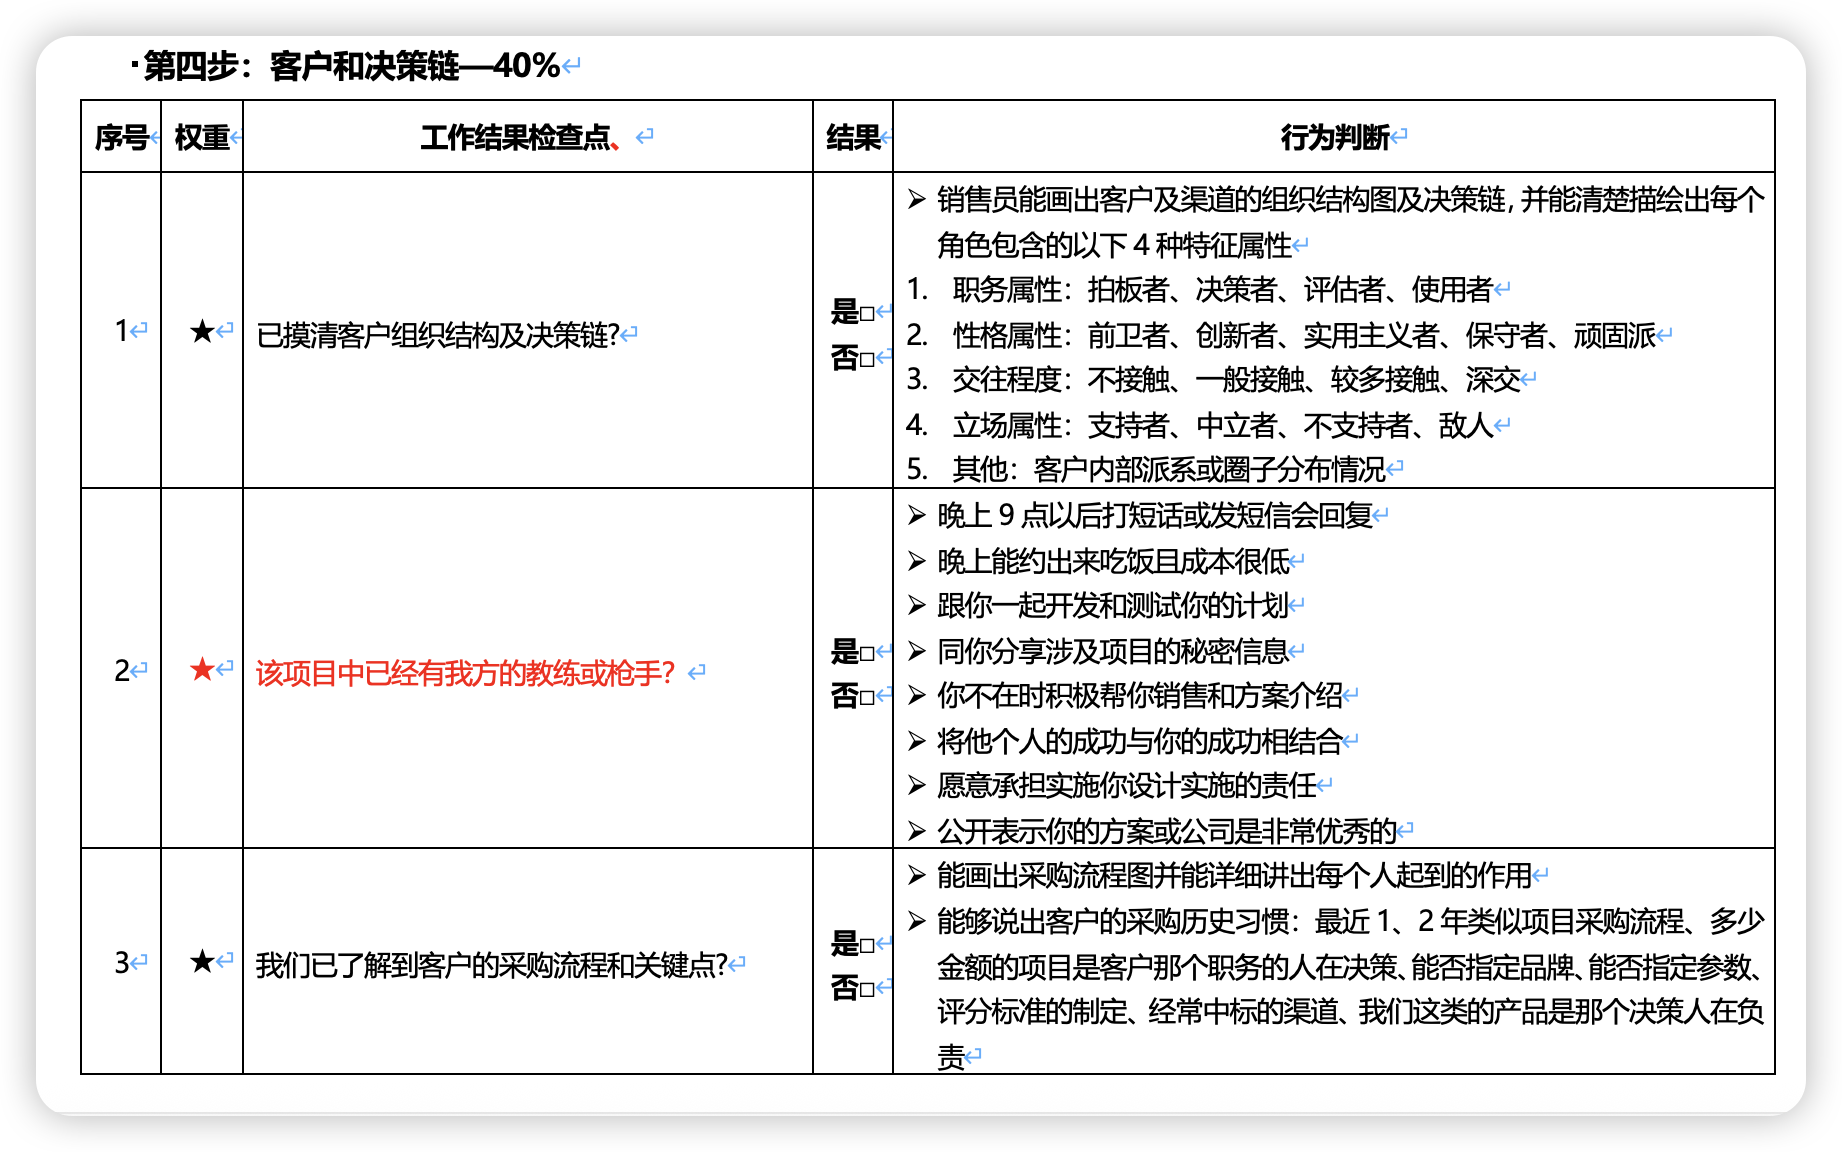 ·第四步：客户和决策链—40%
序号 权重 工作结果检查点、 结果 行为判断
1 ★ 已摸清客户组织结构及决策链?
是□
否□
➢ 销售员能画出客户及渠道的组织结构图及决策链，并能清楚描绘出每个
角色包含的以下 4 种特征属性
1. 职务属性：拍板者、决策者、评估者、使用者
2. 性格属性：前卫者、创新者、实用主义者、保守者、顽固派
3. 交往程度：不接触、一般接触、较多接触、深交
4. 立场属性：支持者、中立者、不支持者、敌人
5. 其他：客户内部派系或圈子分布情况
2 ★ 该项目中已经有我方的教练或枪手？
是□
否□
➢ 晚上 9 点以后打短话或发短信会回复
➢ 晚上能约出来吃饭且成本很低
➢ 跟你一起开发和测试你的计划
➢ 同你分享涉及项目的秘密信息
➢ 你不在时积极帮你销售和方案介绍
➢ 将他个人的成功与你的成功相结合
➢ 愿意承担实施你设计实施的责任
➢ 公开表示你的方案或公司是非常优秀的
3 ★ 我们已了解到客户的采购流程和关键点?
是□
否□
➢ 能画出采购流程图并能详细讲出每个人起到的作用
➢ 能够说出客户的采购历史习惯：最近 1、2 年类似项目采购流程、多少
金额的项目是客户那个职务的人在决策、能否指定品牌、能否指定参数、
评分标准的制定、经常中标的渠道、我们这类的产品是那个决策人在负
责